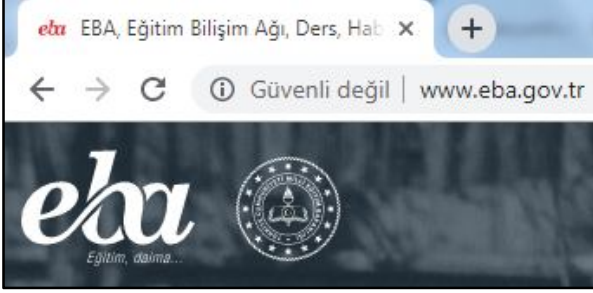 eba EBA, Eğitim Bilişim Ağı, Ders, Hab
Güvenli değil | www.eba.gov.tr
eba
Eğitim, daima...